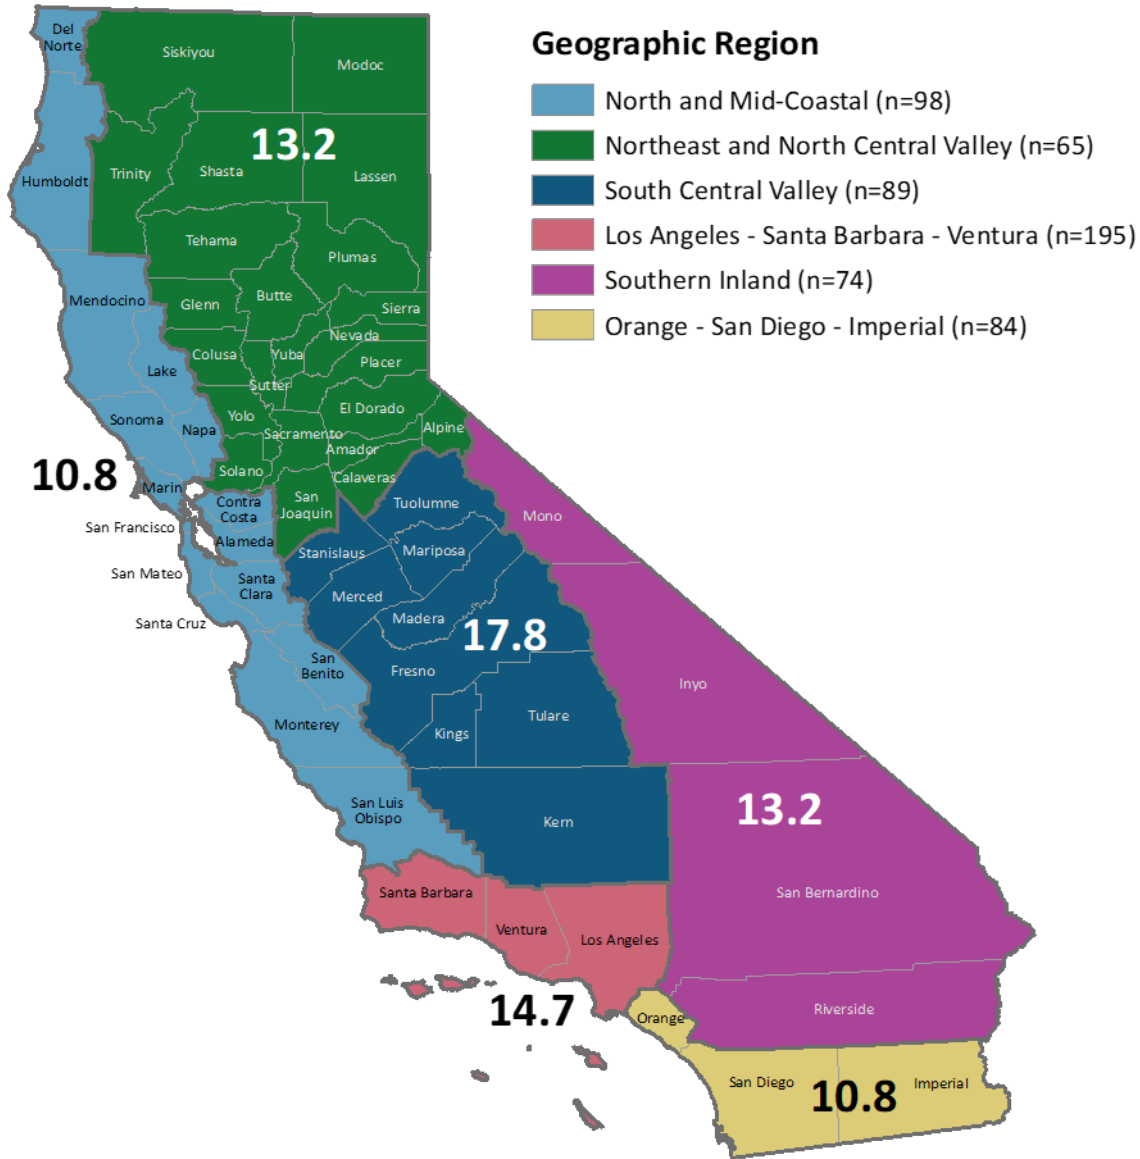 Geographic Region
North and Mid-Coastal (n=98)
Northeast and North Central Valley (n=65)
South Central Valley (n=89)
Los Angeles - Santa Barbara - Ventura (n=195)
Southern Inland (n=74)
Orange - San Diego - Imperial (n=84)
Del
Norte
Siskiyou
Modoc
13.2
Humboldt
Trinity
Shasta
Lassen
Tehama
Plumas
Mendocino
Glenn
Butte
Sierra
Nevada
Lake
Colusa
Yuba
Placer
Sutter
Sonoma
Napa
Yolo
El Dorado
Sacramento
Alpine
Amador
10.8
Marin
Solano
Calaveras
Contra
Costa
San
Joaquin
Tuolumne
Mono
San Francisco
Alameda
Stanislaus
Mariposa
San Mateo
Santa
Clara
Merced
Madera
Santa Cruz
17.8
San
Benito
Fresno
Inyo
Monterey
Kings
Tulare
San Luis
Obispo
Kern
13.2
Santa Barbara
San Bernardino
Ventura
Los Angeles
14.7
Orange
Riverside
San Diego
10.8
Imperial